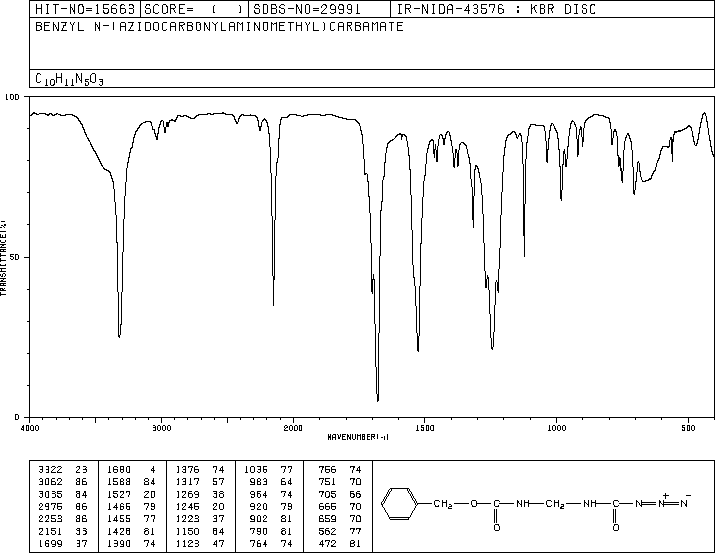 HIT-NO=15663 SCORE= ( ) SDBS-NO=29991 IR-NIDA-43576 : KBR DISC
BENZYL N-(AZIDOCARBONYLAMINOMETHYL)CARBAMATE
C10H11N5O3
100
50
0
TRANSMITTANCE(%)
4000 3000 2000 1500 1000 500
WAVENUMBER(-1)
3322 23 1680 4 1376 74 1036 77 756 74
3062 86 1588 84 1317 57 983 64 751 70
3035 84 1527 20 1269 38 964 74 705 66
2976 86 1466 79 1245 20 920 79 666 70
2253 86 1455 77 1223 37 902 81 659 70
2151 33 1428 81 1150 84 790 81 562 77
1699 37 1390 74 1123 47 764 74 472 81
CH2 O C NH CH2 NH C N N N
O O
+ -